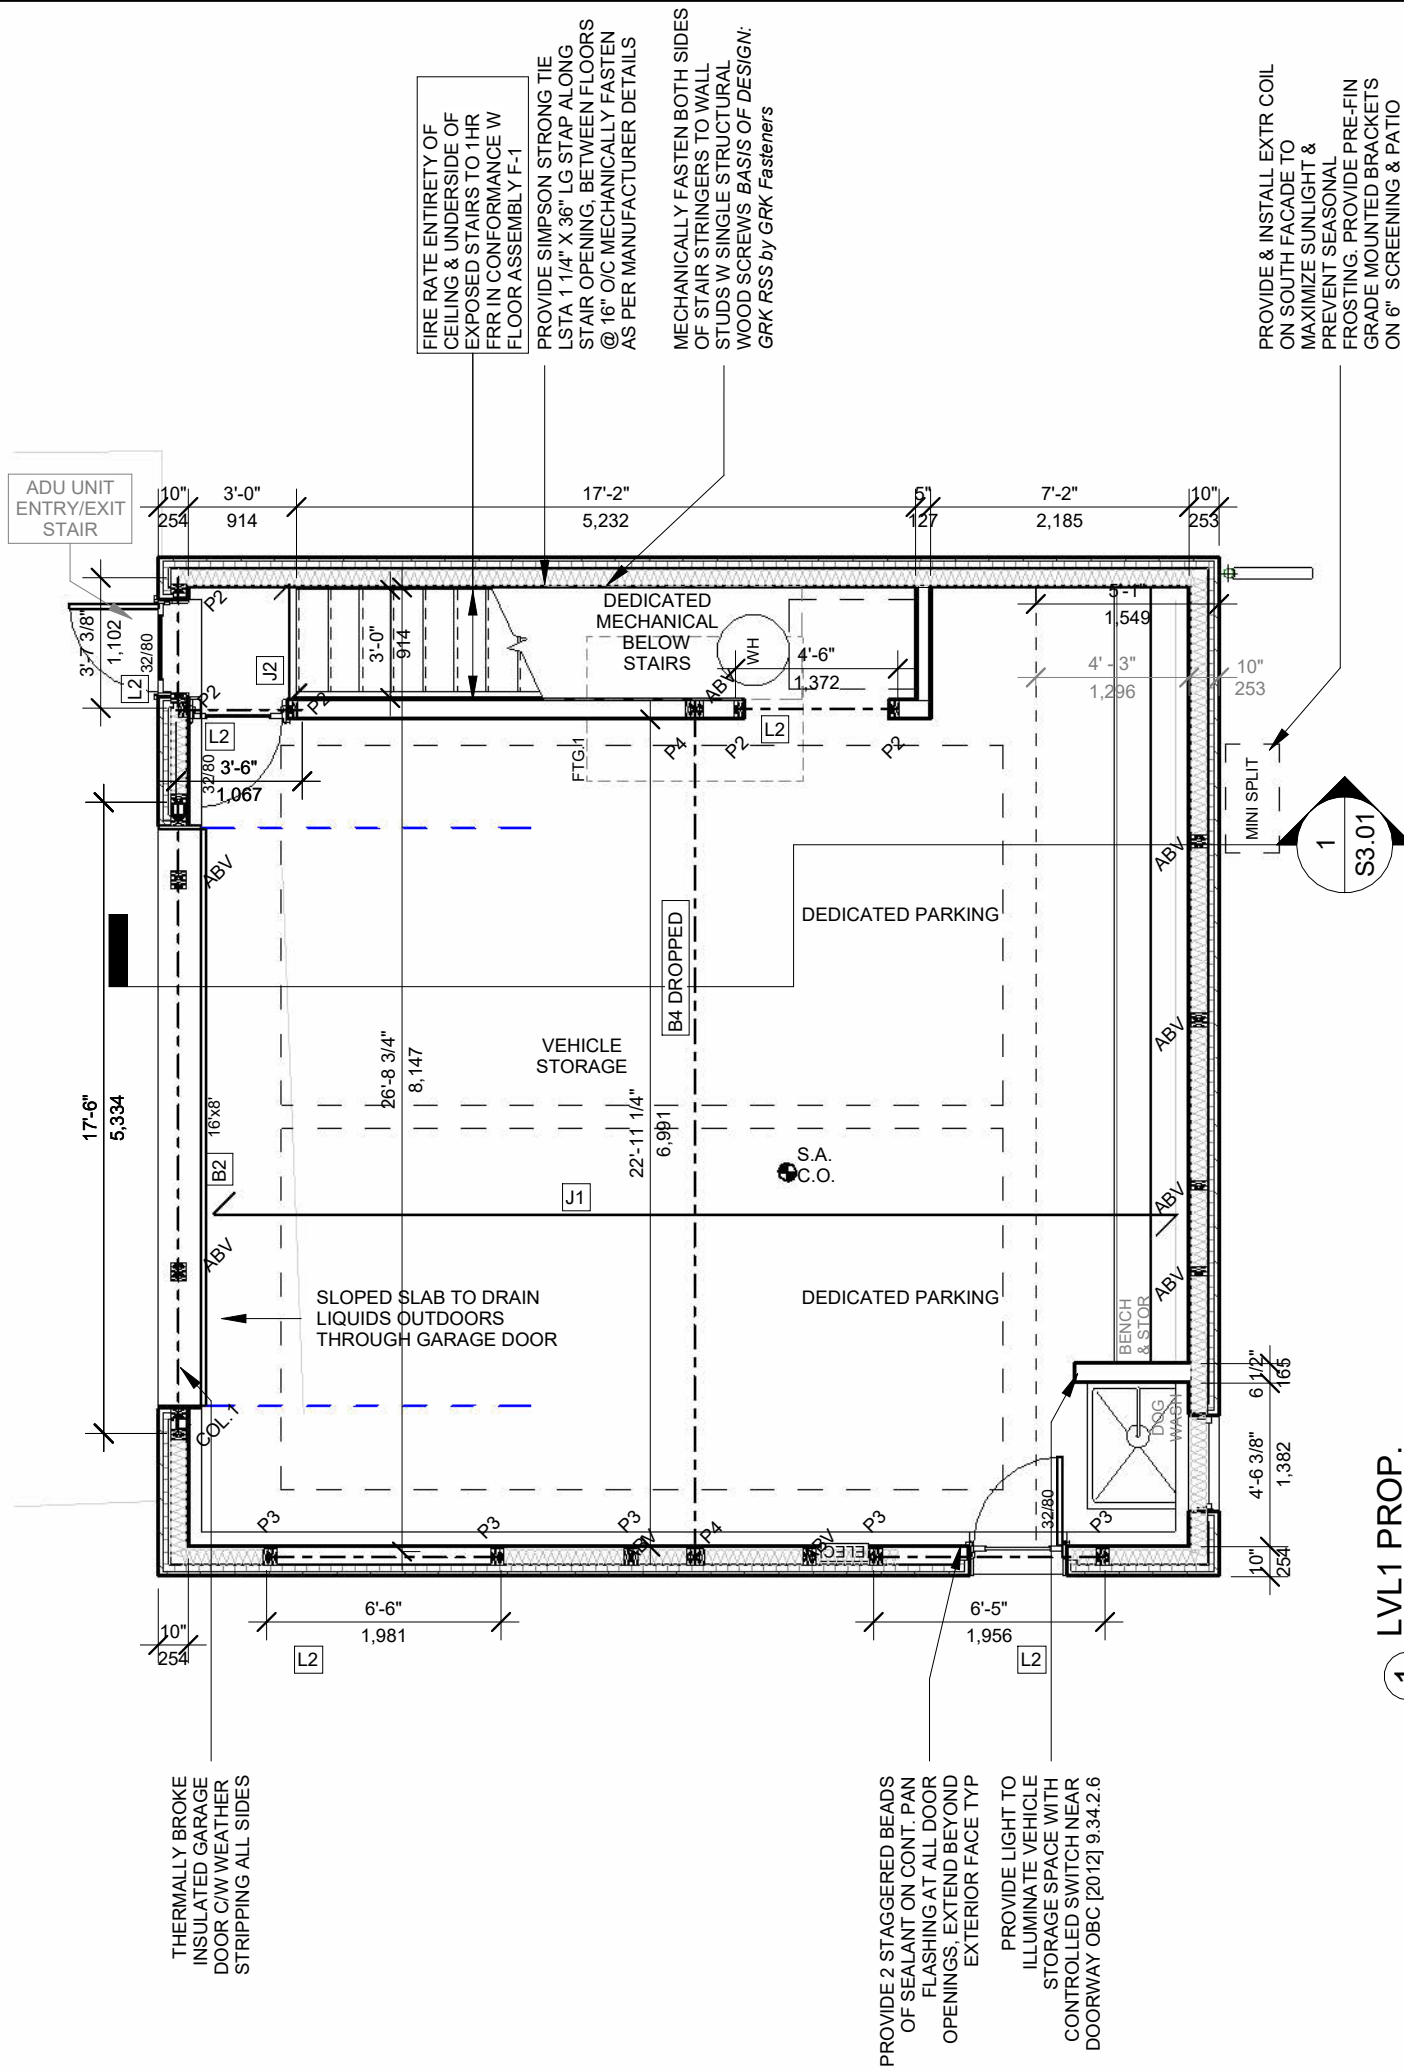 FIRE RATE ENTIRETY OF
CEILING & UNDERSIDE OF
EXPOSED STAIRS TO 1HR
FRR IN CONFORMANCE W
FLOOR ASSEMBLY F-1
PROVIDE SIMPSON STRONG TIE
LSTA 1 1/4" X 36" LG STAP ALONG
STAIR OPENING, BETWEEN FLOORS
@ 16" O/C MECHANICALLY FASTEN
AS PER MANUFACTURER DETAILS
MECHANICALLY FASTEN BOTH SIDES
OF STAIR STRINGERS TO WALL
STUDS W SINGLE STRUCTURAL
WOOD SCREWS BASIS OF DESIGN:
GRK RSS by GRK Fasteners
PROVIDE & INSTALL EXTR COIL
ON SOUTH FACADE TO
MAXIMIZE SUNLIGHT &
PREVENT SEASONAL
FROSTING. PROVIDE PRE-FIN
GRADE MOUNTED BRACKETS
ON 6" SCREENING & PATIO
ADU UNIT
ENTRY/EXIT
STAIR
10"
254
3'-0"
914
17'-2"
5,232
5"
127
7'-2"
2,185
10"
253
3'-7 3/8"
1,102
32/80
L2
P2
P2
J2
P2
3'-0"
914
DEDICATED
MECHANICAL
BELOW
STAIRS
WH
ABV
4'-6"
1,372
5'-1"
1,549
4'-3"
1,296
10"
253
L2
32/80
3'-6"
1,067
FTG.1
P4
P2
L2
P2
MINI SPLIT
1
S3.01
ABV
ABV
17'-6"
5,334
16'x8'
B2
26'-8 3/4"
8,147
VEHICLE
STORAGE
B4 DROPPED
DEDICATED PARKING
22'-11 1/4"
6,991
S.A.
C.O.
J1
ABV
ABV
ABV
ABV
SLOPED SLAB TO DRAIN
LIQUIDS OUTDOORS
THROUGH GARAGE DOOR
DEDICATED PARKING
BENCH
& STOR
COL.1
DOG
WASH
6 1/2"
165
4'-6 3/8"
1,382
10"
254
P3
P3
P3
P4
ELEC
P3
32/80
P3
10"
254
6'-6"
1,981
L2
6'-5"
1,956
L2
THERMALLY BROKE
INSULATED GARAGE
DOOR C/W WEATHER
STRIPPING ALL SIDES
PROVIDE 2 STAGGERED BEADS
OF SEALANT ON CONT. PAN
FLASHING AT ALL DOOR
OPENINGS, EXTEND BEYOND
EXTERIOR FACE TYP
PROVIDE LIGHT TO
ILLUMINATE VEHICLE
STORAGE SPACE WITH
CONTROLLED SWITCH NEAR
DOORWAY OBC [2012] 9.34.2.6
LVL1 PROP.